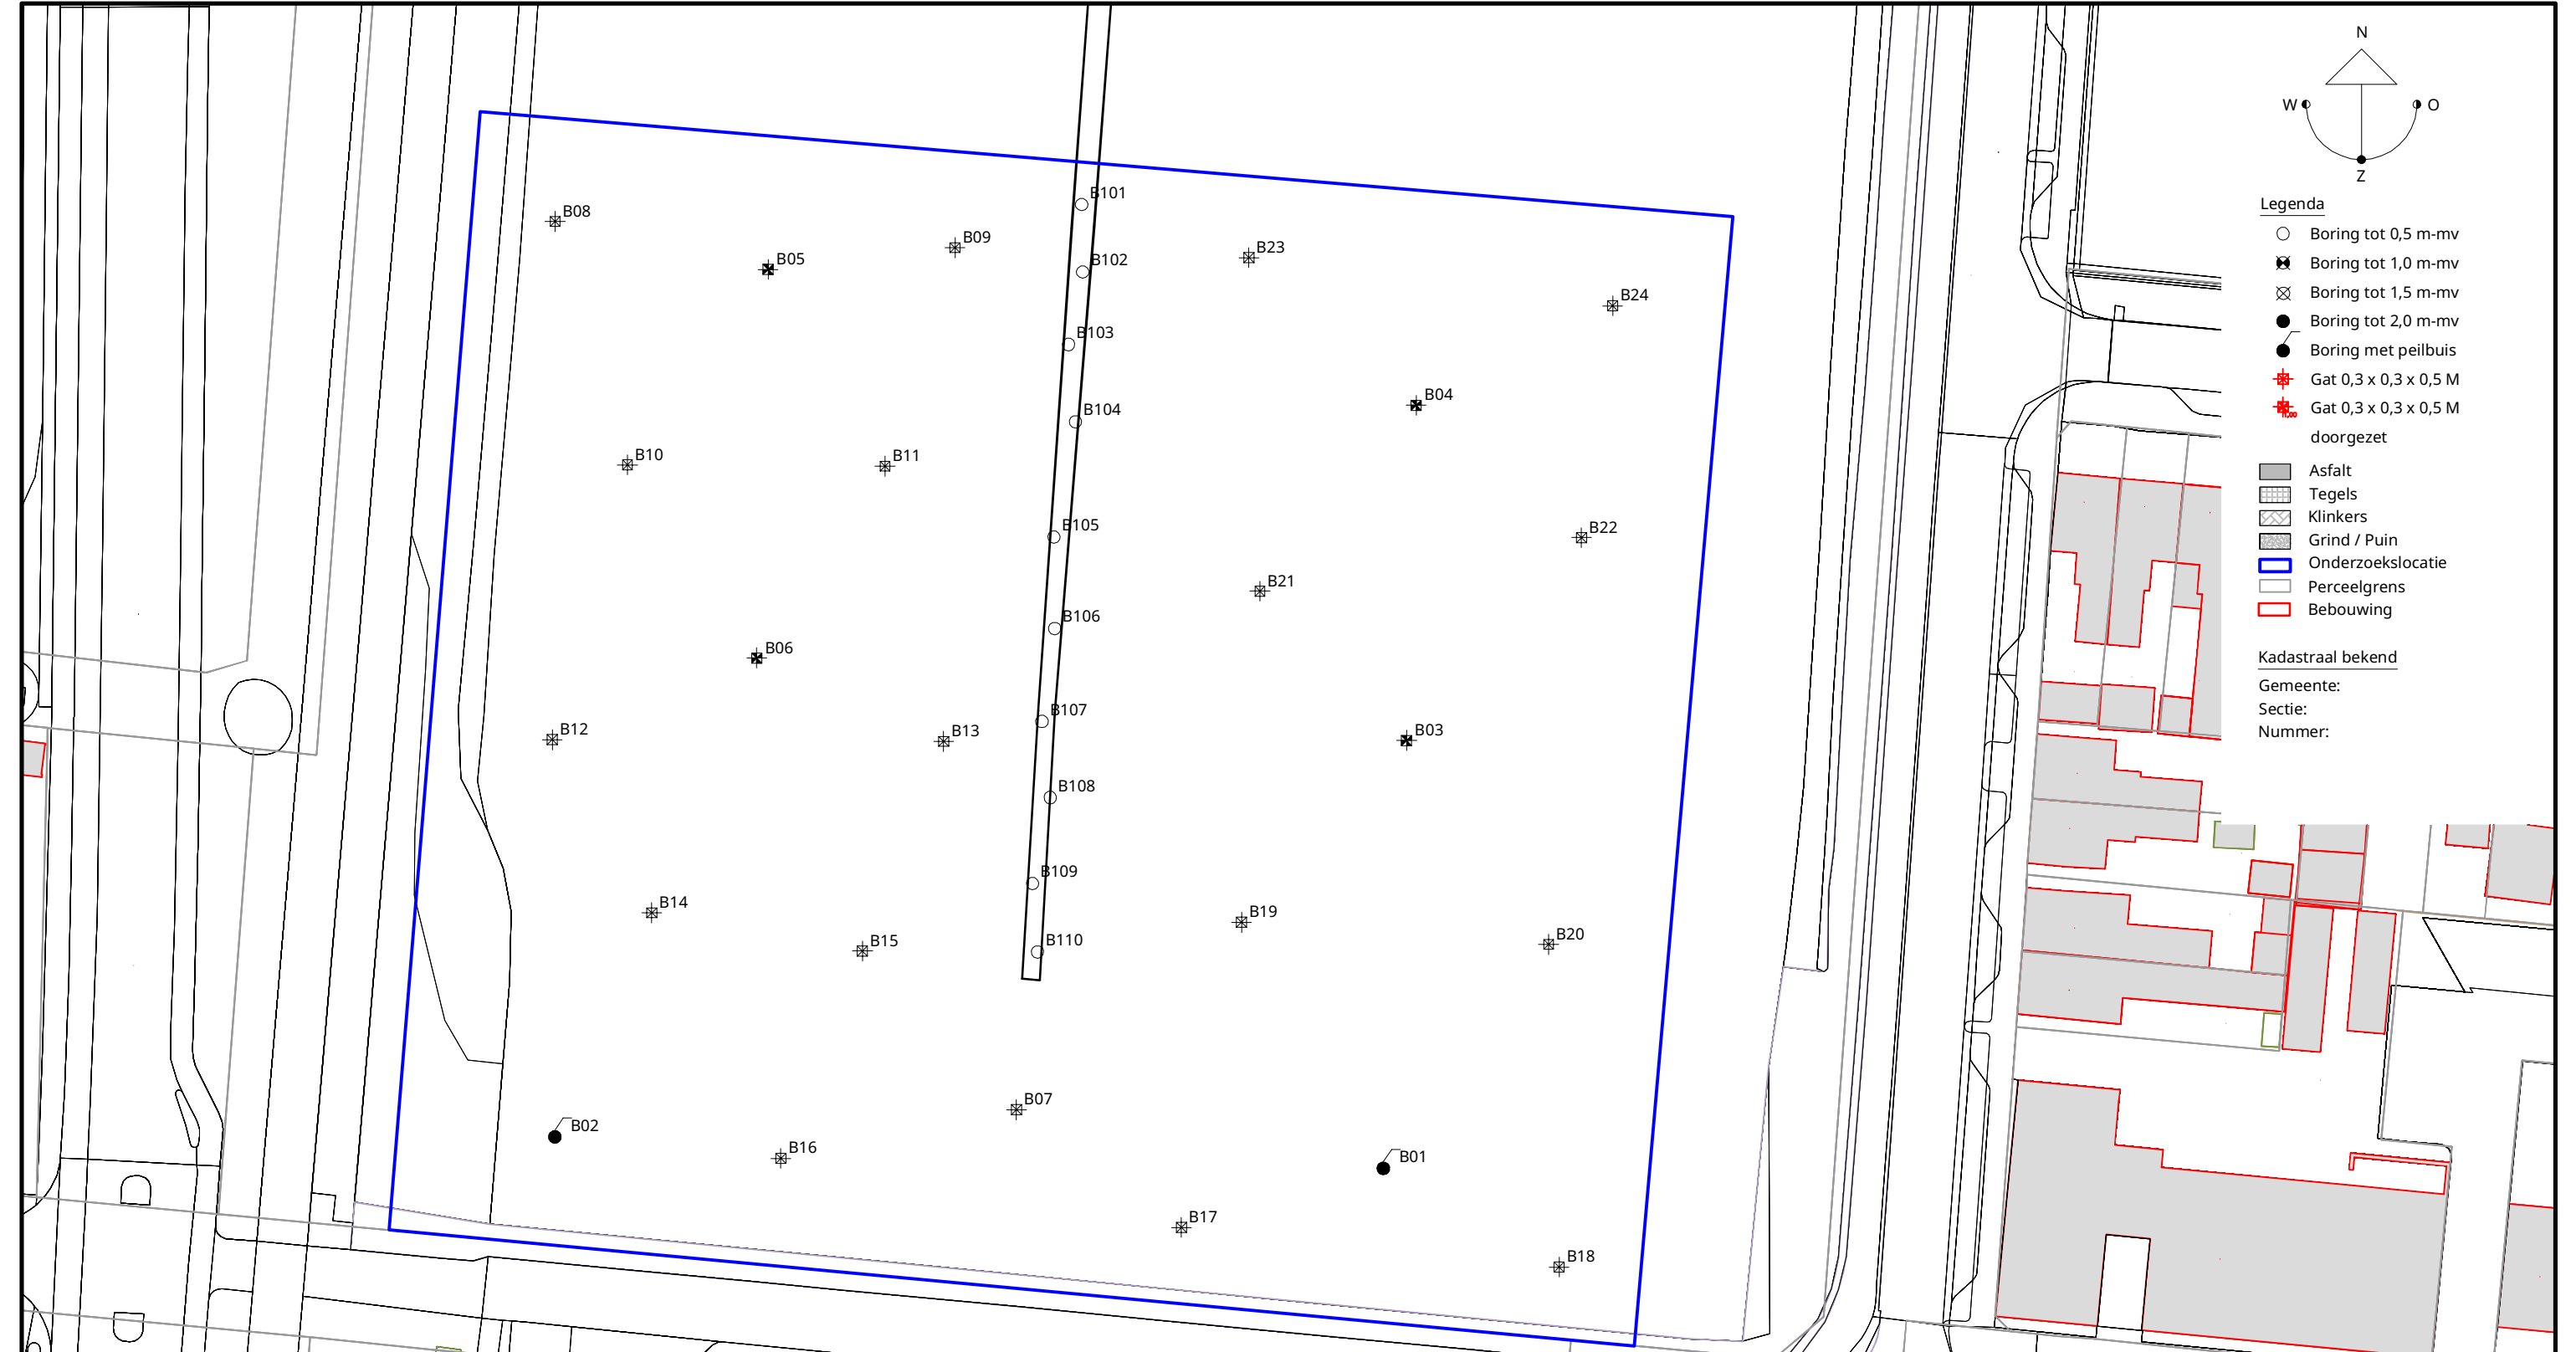 N
W O
Z
Legenda
Boring tot 0,5 m-mv
Boring tot 1,0 m-mv
Boring tot 1,5 m-mv
Boring tot 2,0 m-mv
Boring met peilbuis
Gat 0,3 x 0,3 x 0,5 M
Gat 0,3 x 0,3 x 0,5 M
doorgezet
Asfalt
Tegels
Klinkers
Grind / Puin
Onderzoekslocatie
Perceelgrens
Bebouwing
Kadastraal bekend
Gemeente:
Sectie:
Nummer:
B101
B08
B09
B23
B05
B102
B24
B103
B04
B104
B10
B11
B105
B22
B21
B106
B06
B107
B12
B13
B03
B108
B109
B14
B19
B20
B15
B110
B07
B02
B16
B01
B17
B18